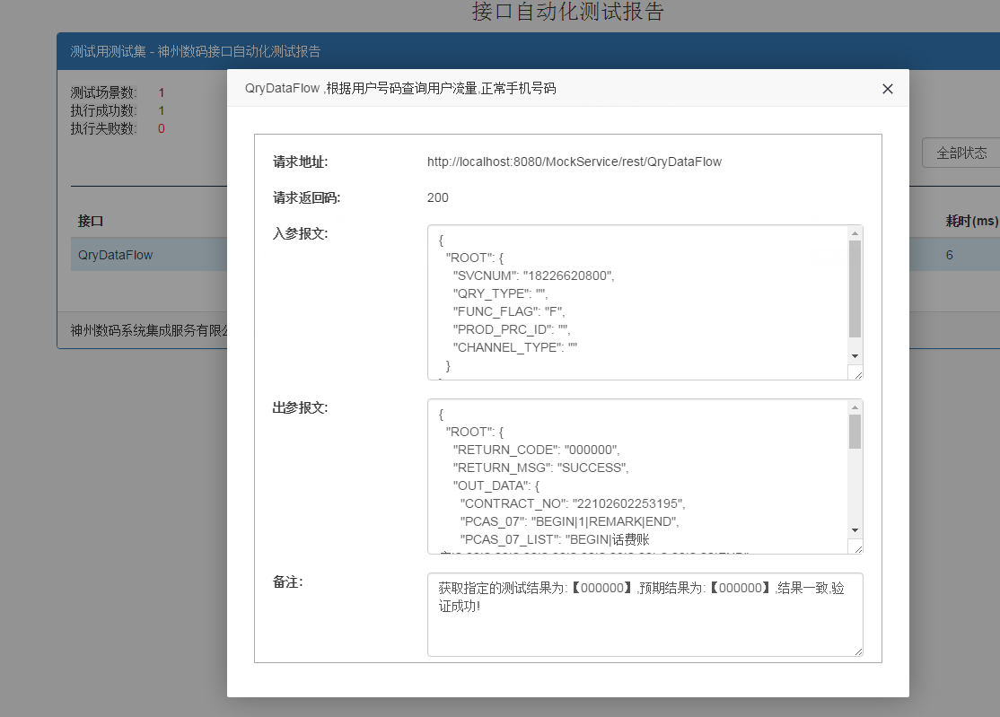 接口自动化测试报告
测试用测试集 - 神州数码接口自动化测试报告
测试场景数: 1
执行成功数: 1
执行失败数: 0
全部状态
接口
耗时(ms)
QryDataFlow
6
神州数码系统集成服务有限公
QryDataFlow ,根据用户号码查询用户流量,正常手机号码
请求地址: http://localhost:8080/MockService/rest/QryDataFlow
请求返回码: 200
入参报文:
{
"ROOT": {
"SVCNUM": "18226620800",
"QRY_TYPE": "",
"FUNC_FLAG": "F",
"PROD_PRC_ID": "",
"CHANNEL_TYPE": ""
}
出参报文:
{
"ROOT": {
"RETURN_CODE": "000000",
"RETURN_MSG": "SUCCESS",
"OUT_DATA": {
"CONTRACT_NO": "22102602253195",
"PCAS_07": "BEGIN|1|REMARK|END",
"PCAS_07_LIST": "BEGIN|话费账
备注:
获取指定的测试结果为:【000000】,预期结果为:【000000】,结果一致,验
证成功!